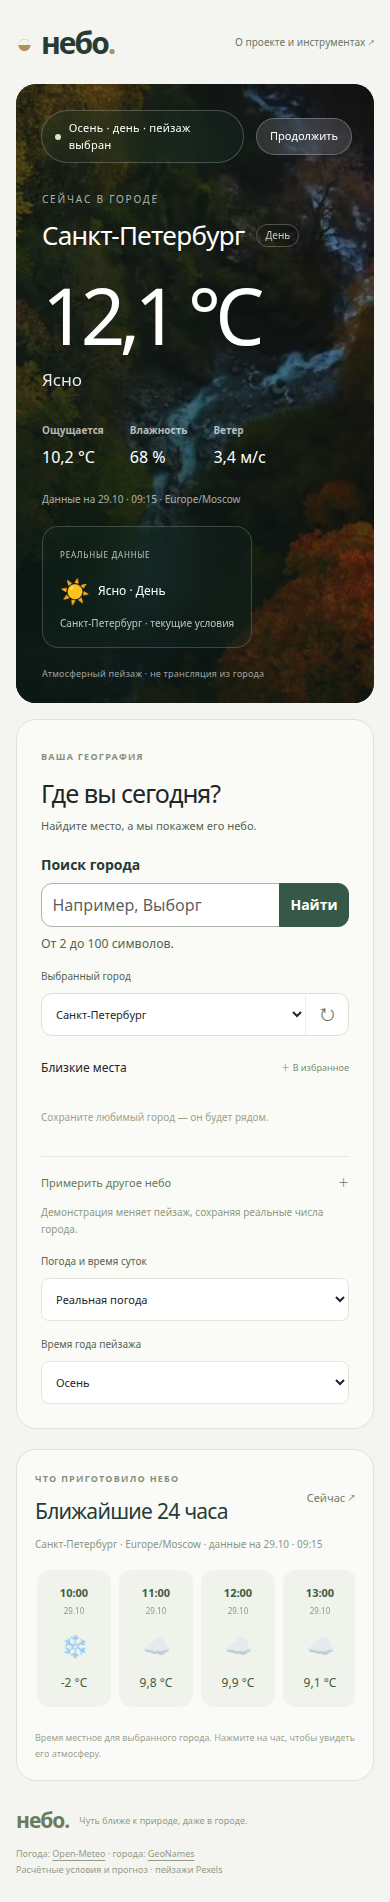 небо.
О проекте и инструментах ↗
Осень · день · пейзаж
выбран
Продолжить
СЕЙЧАС В ГОРОДЕ
Санкт-Петербург
День
12,1 °C
Ясно
Ощущается
Влажность
Ветер
10,2 °C
68 %
3,4 м/с
Данные на 29.10 · 09:15 · Europe/Moscow
РЕАЛЬНЫЕ ДАННЫЕ
Ясно · День
Санкт-Петербург · текущие условия
Атмосферный пейзаж · не трансляция из города
ВАША ГЕОГРАФИЯ
Где вы сегодня?
Найдите место, а мы покажем его небо.
Поиск города
Например, Выборг
Найти
От 2 до 100 символов.
Выбранный город
Санкт-Петербург
Близкие места
+ В избранное
Сохраните любимый город — он будет рядом.
Примерить другое небо
+
Демонстрация меняет пейзаж, сохраняя реальные числа
города.
Погода и время суток
Реальная погода
Время года пейзажа
Осень
ЧТО ПРИГОТОВИЛО НЕБО
Ближайшие 24 часа
Сейчас ↗
Санкт-Петербург · Europe/Moscow · данные на 29.10 · 09:15
10:00
11:00
12:00
13:00
29.10
29.10
29.10
29.10
-2 °C
9,8 °C
9,9 °C
9,1 °C
Время местное для выбранного города. Нажмите на час, чтобы увидеть
его атмосферу.
небо.
Чуть ближе к природе, даже в городе.
Погода: Open-Meteo · города: GeoNames
Расчётные условия и прогноз · пейзажи Pexels